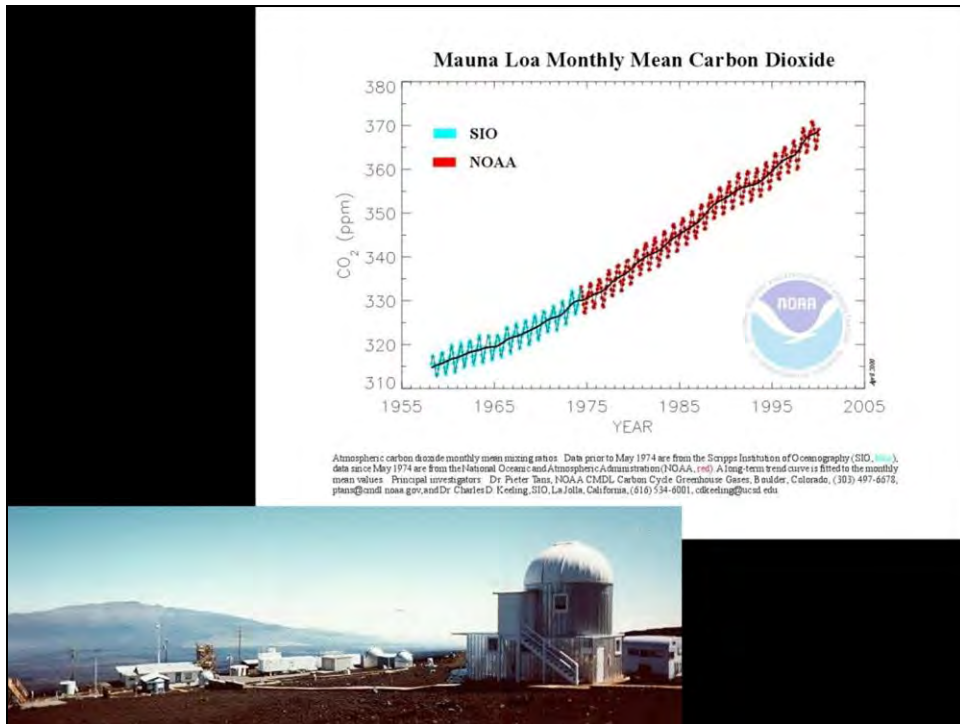 Mauna Loa Monthly Mean Carbon Dioxide
380
370
360
350
340
330
320
310
CO2 (ppm)
SIO
NOAA
NOAA
April 2000
1955 1965 1975 1985 1995 2005
YEAR
Atmospheric carbon dioxide monthly mean mixing ratios. Data prior to May 1974 are from the Scripps Institution of Oceanography (SIO, blue),
data since May 1974 are from the National Oceanic and Atmospheric Administration (NOAA, red). A long-term trend curve is fitted to the monthly
mean values. Principal investigators: Dr. Pieter Tans, NOAA CMDL Carbon Cycle Greenhouse Gases, Boulder, Colorado, (303) 497-6678,
ptans@cmdl.noaa.gov, and Dr. Charles D. Keeling, SIO, La Jolla, California, (616) 534-6001, cdkeeling@ucsd.edu.